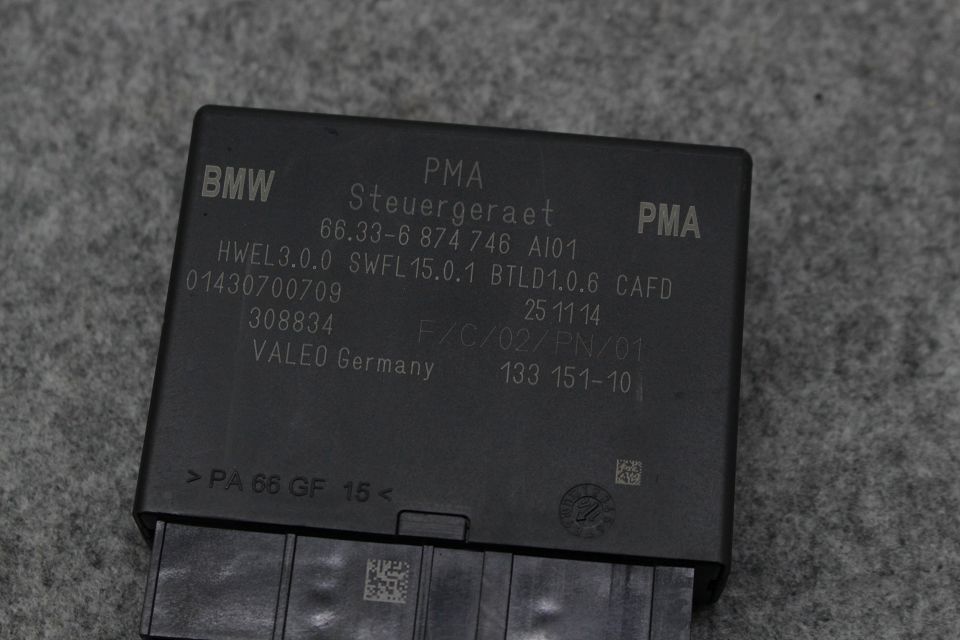 PMA
BMW
Steuergeraet
PMA
66.33-6 874 746 AI01
HWEL3.0.0 SWFL15.0.1 BTLD1.0.6 CAFD
01430700709
25 11 14
308834
F/C/02/PN/01
VALEO Germany
133 151-10
>PA 66 GF 15<